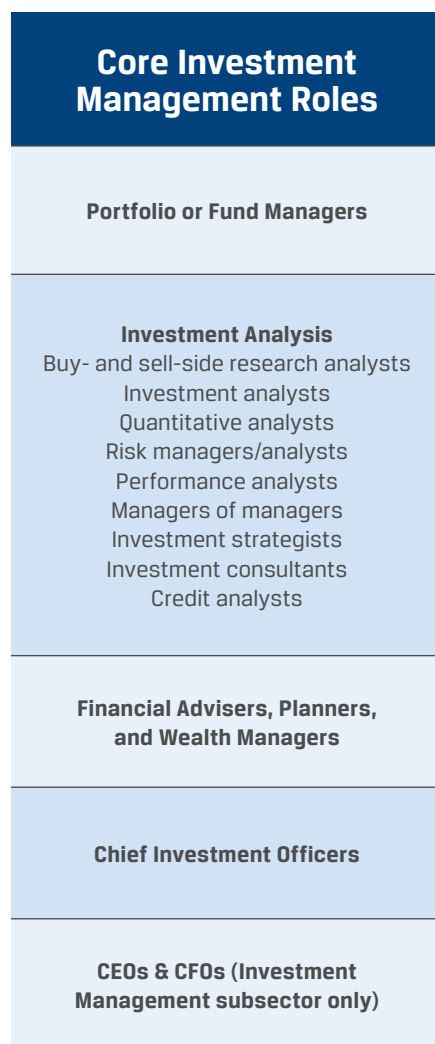 Core Investment
Management Roles
Portfolio or Fund Managers
Investment Analysis
Buy- and sell-side research analysts
Investment analysts
Quantitative analysts
Risk managers/analysts
Performance analysts
Managers of managers
Investment strategists
Investment consultants
Credit analysts
Financial Advisers, Planners,
and Wealth Managers
Chief Investment Officers
CEOs & CFOs (Investment
Management subsector only)